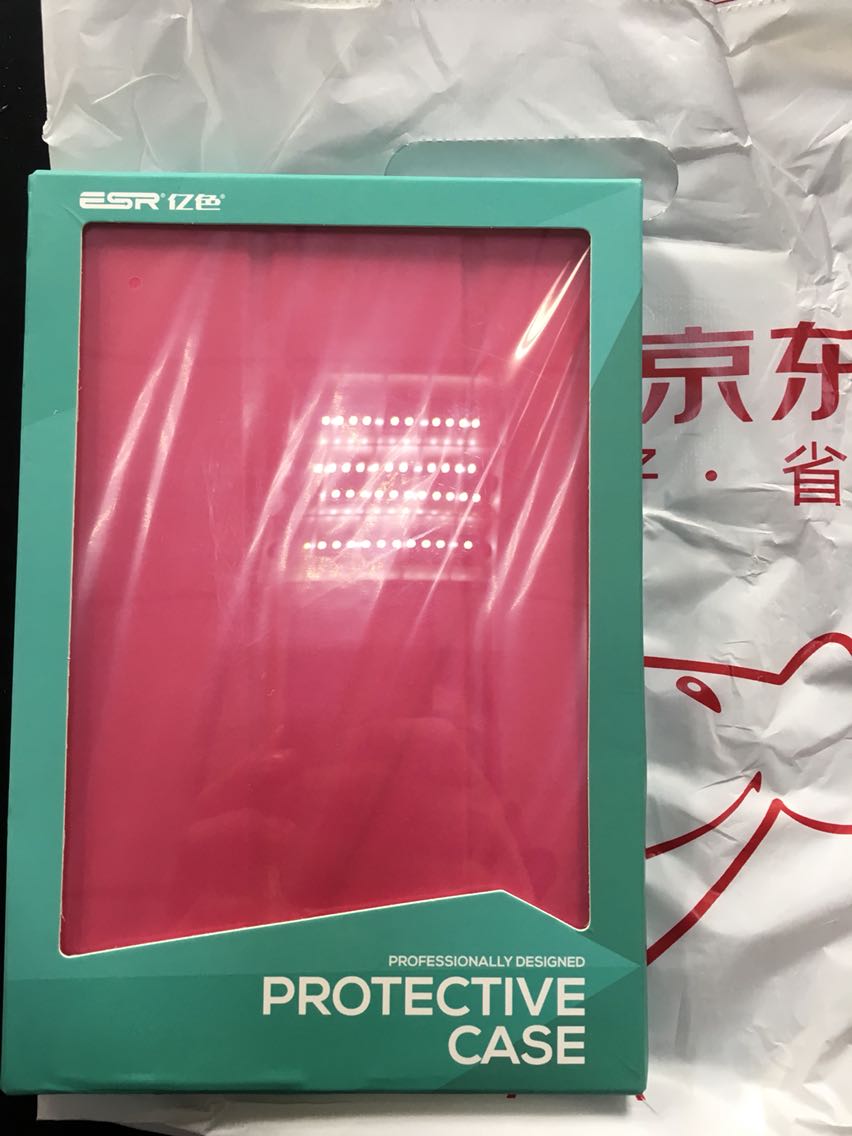 ESR® 亿色®
京东
· 省
PROFESSIONALLY DESIGNED
PROTECTIVE
CASE